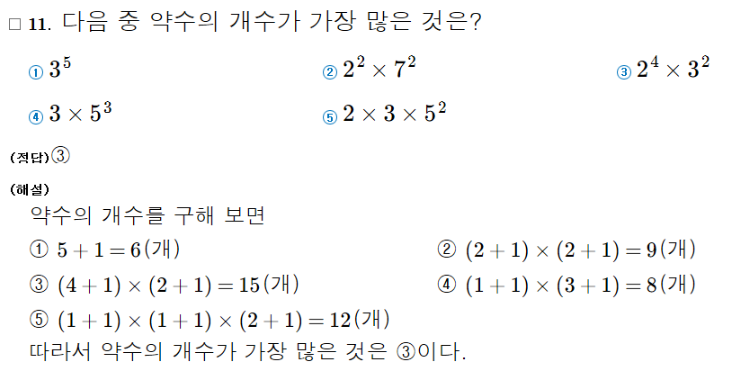 □ 11. 다음 중 약수의 개수가 가장 많은 것은?
① 3⁵ ② 2² × 7² ③ 2⁴ × 3²
④ 3 × 5³ ⑤ 2 × 3 × 5²
(정답)③
(해설)
약수의 개수를 구해 보면
① 5 + 1 = 6(개) ② (2 + 1) × (2 + 1) = 9(개)
③ (4 + 1) × (2 + 1) = 15(개) ④ (1 + 1) × (3 + 1) = 8(개)
⑤ (1 + 1) × (1 + 1) × (2 + 1) = 12(개)
따라서 약수의 개수가 가장 많은 것은 ③이다.